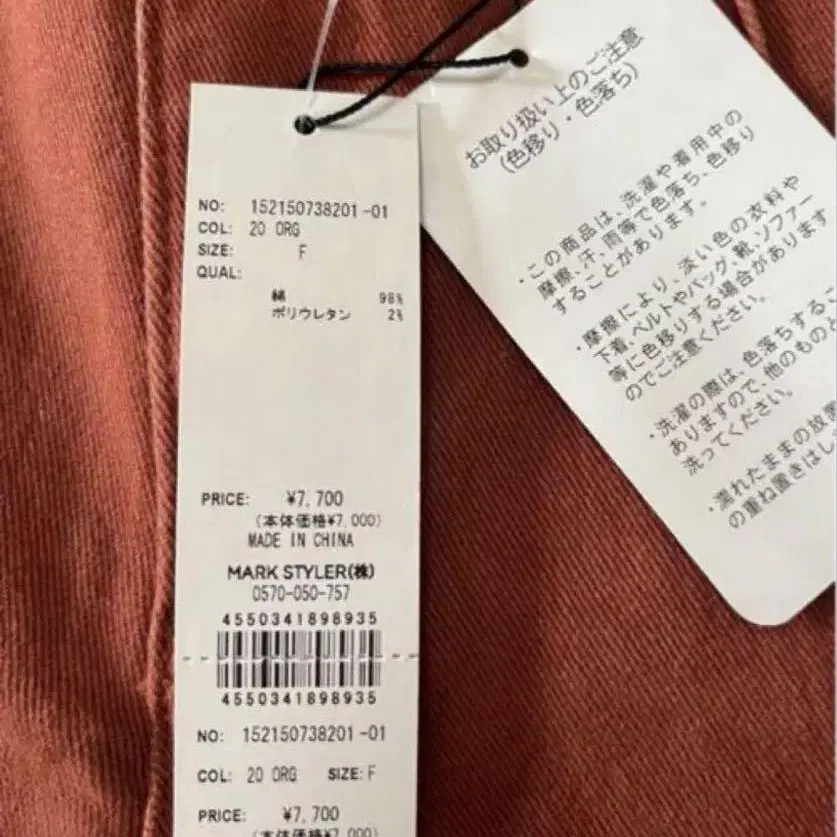 NO: 152150738201-01
COL: 20 ORG
SIZE: F
QUAL:
綿 98%
ポリウレタン 2%
PRICE: ¥7,700
(本体価格¥7,000)
MADE IN CHINA
MARK STYLER(株)
0570-050-757
4550341898935
4550341898935
NO: 152150738201-01
COL: 20 ORG SIZE: F
PRICE: ¥7,700
(本体価格¥7,000)
お取り扱い上のご注意
(色移り・色落ち)
・この商品は、洗濯や着用中の
摩擦、汗、雨等で色落ち、色移り
することがあります。
・摩擦により、淡い色の衣料や
下着、ベルトやバッグ、靴、ソファー
等に色移りする場合があります
のでご注意ください。
・洗濯の際は、色落ちするこ
ありますので、他のものと
洗ってください。
・濡れたままの放
の重ね置きはし